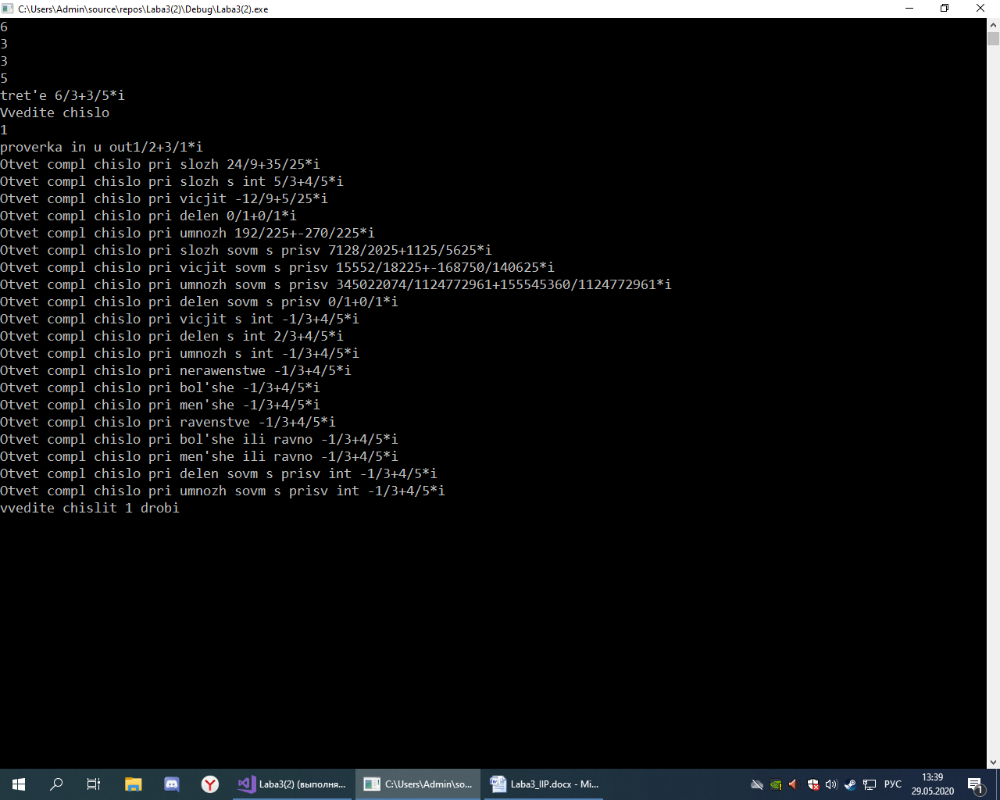 C:\Users\Admin\source\repos\Laba3(2)\Debug\Laba3(2).exe
6
3
3
5
tret'e 6/3+3/5*i
Vvedite chislo
1
proverka in u out1/2+3/1*i
Otvet compl chislo pri slozh 24/9+35/25*i
Otvet compl chislo pri slozh s int 5/3+4/5*i
Otvet compl chislo pri vicjit -12/9+5/25*i
Otvet compl chislo pri delen 0/1+0/1*i
Otvet compl chislo pri umnozh 192/225+-270/225*i
Otvet compl chislo pri slozh sovm s prisv 7128/2025+1125/5625*i
Otvet compl chislo pri vicjit sovm s prisv 15552/18225+-168750/140625*i
Otvet compl chislo pri umnozh sovm s prisv 345022074/1124772961+155545360/1124772961*i
Otvet compl chislo pri delen sovm s prisv 0/1+0/1*i
Otvet compl chislo pri vicjit s int -1/3+4/5*i
Otvet compl chislo pri delen s int 2/3+4/5*i
Otvet compl chislo pri umnozh s int -1/3+4/5*i
Otvet compl chislo pri nerawenstwe -1/3+4/5*i
Otvet compl chislo pri bol'she -1/3+4/5*i
Otvet compl chislo pri men'she -1/3+4/5*i
Otvet compl chislo pri ravenstve -1/3+4/5*i
Otvet compl chislo pri bol'she ili ravno -1/3+4/5*i
Otvet compl chislo pri men'she ili ravno -1/3+4/5*i
Otvet compl chislo pri delen sovm s prisv int -1/3+4/5*i
Otvet compl chislo pri umnozh sovm s prisv int -1/3+4/5*i
vvedite chislit 1 drobi
Laba3(2) (выполня... C:\Users\Admin\so... Laba3_IIP.docx - Mi... РУС 13:39
29.05.2020
1